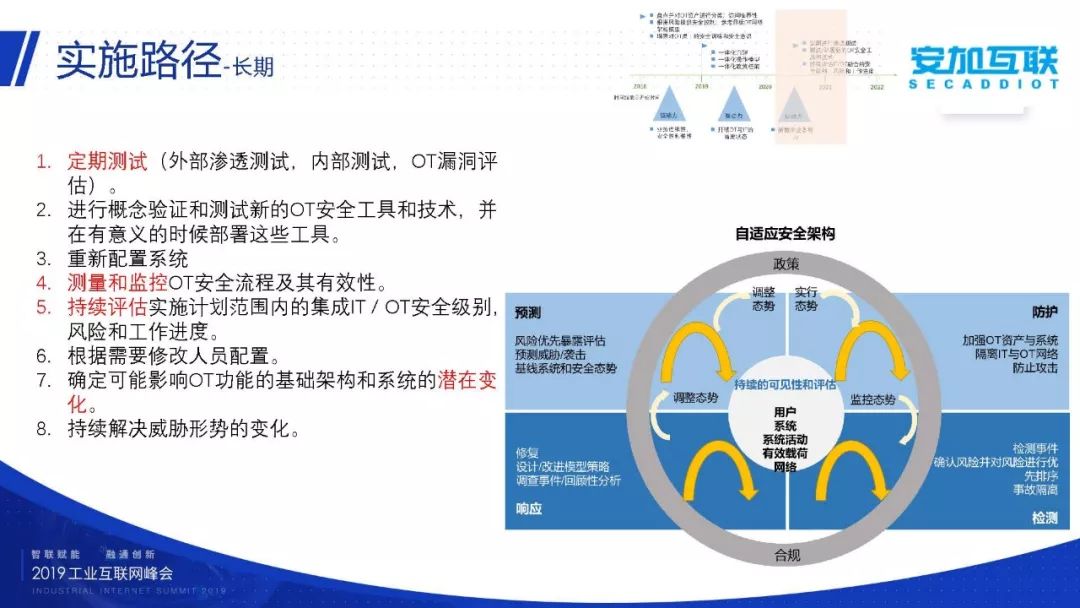 实施路径-长期
安加互联
SECADDIOT
2018
2019
2020
2021
2022
1. 定期测试（外部渗透测试，内部测试，OT漏洞评
估）。
2. 进行概念验证和测试新的OT安全工具和技术，并
在有意义的时候部署这些工具。
3. 重新配置系统
4. 测量和监控OT安全流程及其有效性。
5. 持续评估实施计划范围内的集成IT / OT安全级别,
风险和工作进度。
6. 根据需要修改人员配置。
7. 确定可能影响OT功能的基础架构和系统的潜在变
化。
8. 持续解决威胁形势的变化。
自适应安全架构
政策
调整
态势
实行
态势
预测
风险优先暴露评估
预测威胁/袭击
基线系统和安全态势
防护
加强OT资产与系统
隔离IT与OT网络
防止攻击
调整态势
监控态势
持续的可见性和评估
用户
系统
系统活动
有效载荷
网络
修复
设计/改进模型策略
调查事件/回顾性分析
响应
检测事件
确认风险并对风险进行优
先排序
事故隔离
检测
合规
智联赋能 融通创新
2019工业互联网峰会
INDUSTRIAL INTERNET SUMMIT 2019